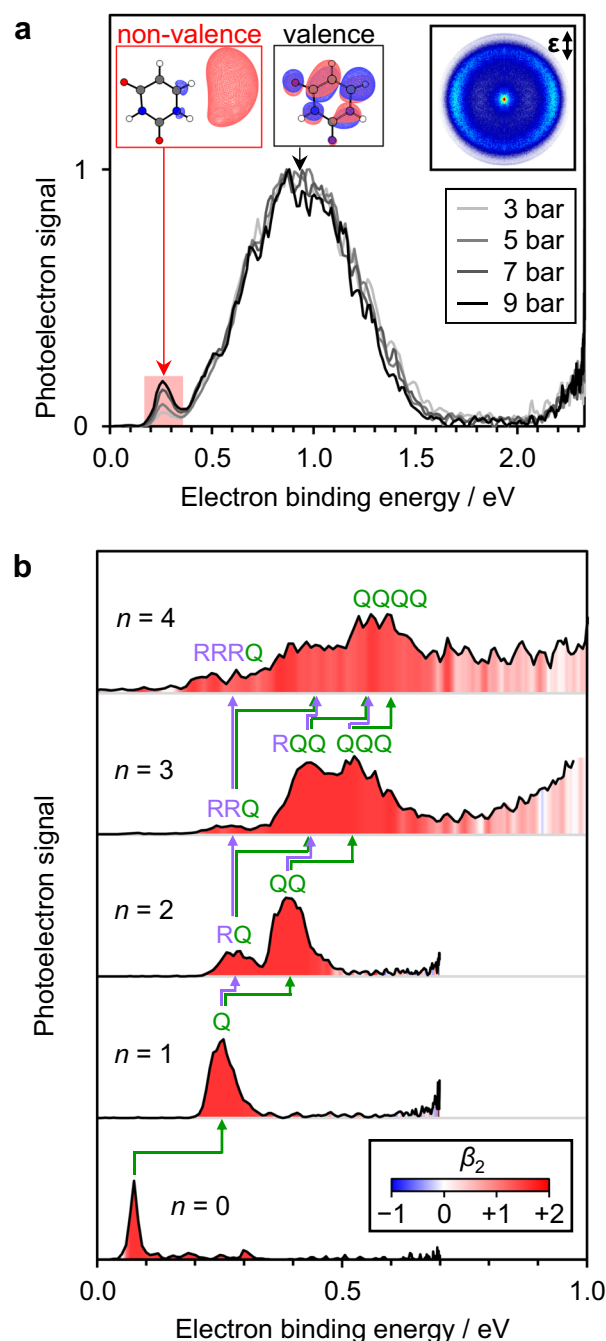 a
non-valence
valence
ε
1
3 bar
5 bar
7 bar
9 bar
0
Photoelectron signal
0.0 0.5 1.0 1.5 2.0
Electron binding energy / eV
b
QQQQ
n = 4
RRRQ
RQQ QQQ
n = 3
RRQ
QQ
n = 2
RQ
Q
n = 1
β2
n = 0
−1 0 +1 +2
Photoelectron signal
0.0 0.5 1.0
Electron binding energy / eV